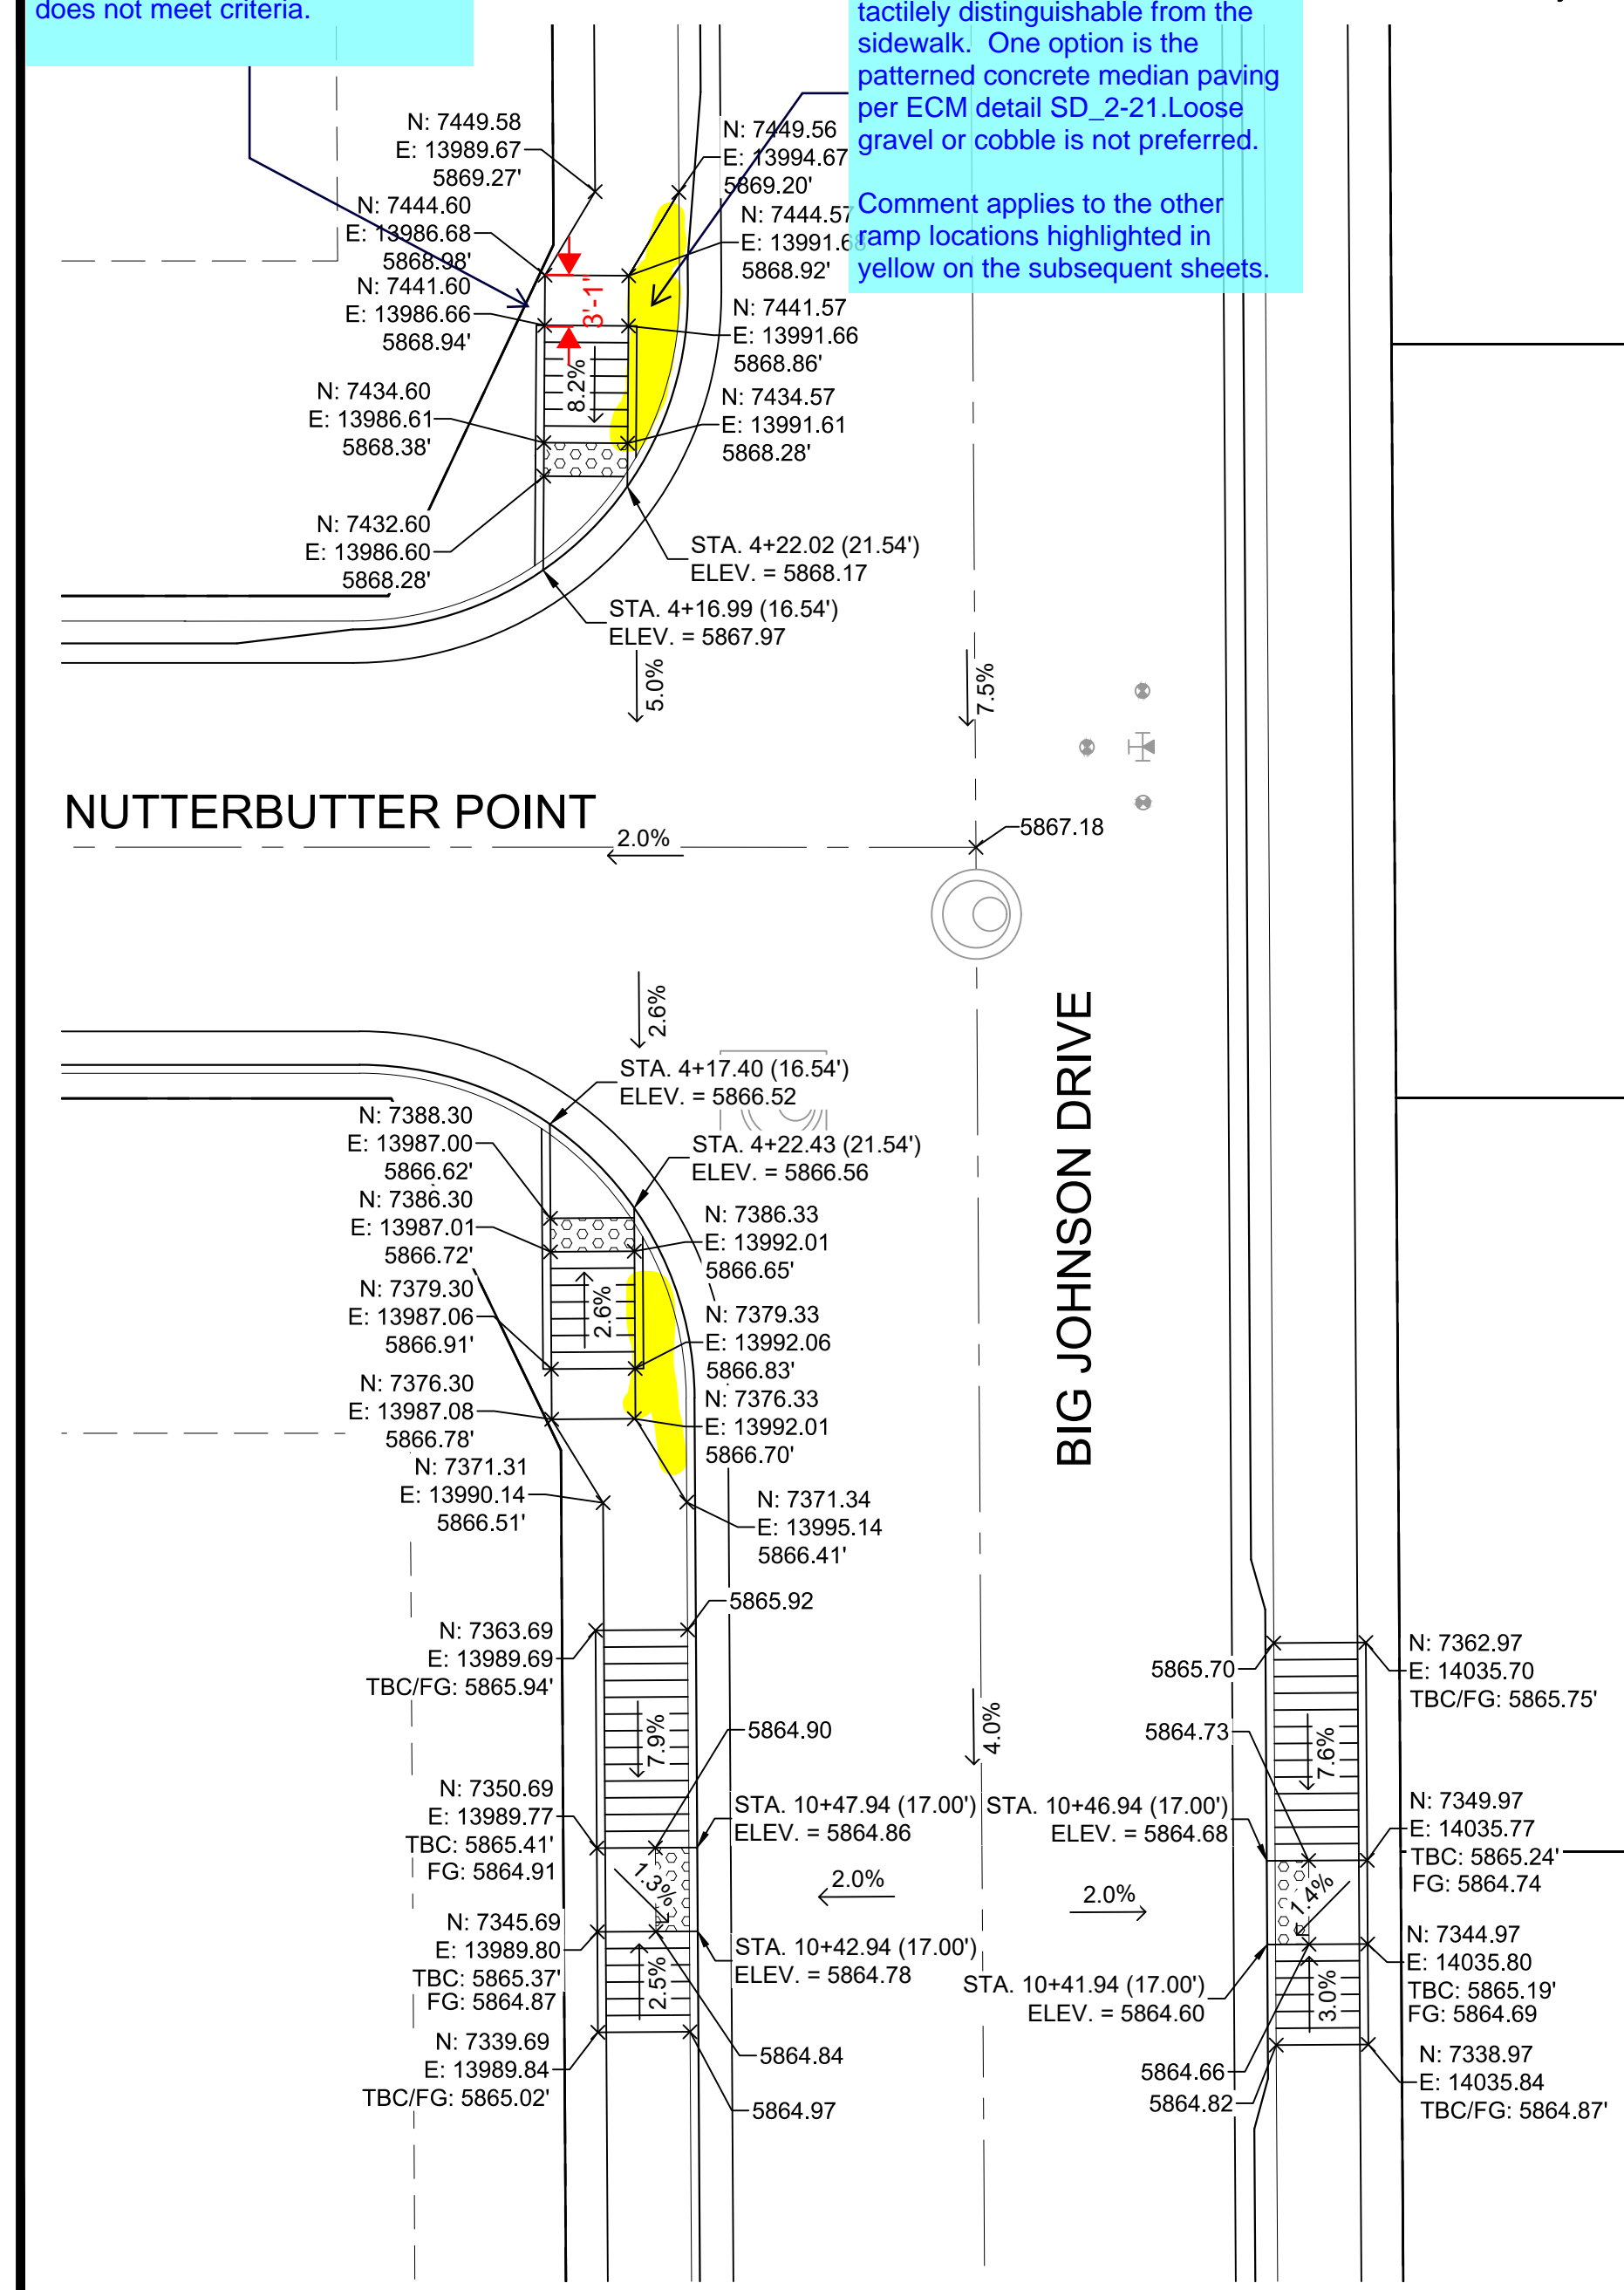 does not meet criteria.
tactilely distinguishable from the
sidewalk. One option is the
patterned concrete median paving
per ECM detail SD_2-21.Loose
gravel or cobble is not preferred.
Comment applies to the other
ramp locations highlighted in
yellow on the subsequent sheets.
N: 7449.58
E: 13989.67
5869.27'
N: 7449.56
E: 13994.67
5869.20'
N: 7444.60
E: 13986.68
5868.98'
N: 7444.57
E: 13991.68
5868.92'
N: 7441.60
E: 13986.66
5868.94'
3'-1"
N: 7441.57
E: 13991.66
5868.86'
8.2%
N: 7434.60
E: 13986.61
5868.38'
N: 7434.57
E: 13991.61
5868.28'
N: 7432.60
E: 13986.60
5868.28'
STA. 4+22.02 (21.54')
ELEV. = 5868.17
STA. 4+16.99 (16.54')
ELEV. = 5867.97
5.0%
7.5%
NUTTERBUTTER POINT
2.0%
5867.18
2.6%
BIG JOHNSON DRIVE
STA. 4+17.40 (16.54')
ELEV. = 5866.52
N: 7388.30
E: 13987.00
5866.62'
STA. 4+22.43 (21.54')
ELEV. = 5866.56
N: 7386.30
E: 13987.01
5866.72'
N: 7386.33
E: 13992.01
5866.65'
2.6%
N: 7379.30
E: 13987.06
5866.91'
N: 7379.33
E: 13992.06
5866.83'
N: 7376.30
E: 13987.08
5866.78'
N: 7376.33
E: 13992.01
5866.70'
N: 7371.31
E: 13990.14
5866.51'
N: 7371.34
E: 13995.14
5866.41'
5865.92
N: 7363.69
E: 13989.69
TBC/FG: 5865.94'
5865.70
N: 7362.97
E: 14035.70
TBC/FG: 5865.75'
7.9%
5864.90
4.0%
5864.73
7.6%
N: 7350.69
E: 13989.77
TBC: 5865.41'
FG: 5864.91
STA. 10+47.94 (17.00')
ELEV. = 5864.86
STA. 10+46.94 (17.00')
ELEV. = 5864.68
N: 7349.97
E: 14035.77
TBC: 5865.24'
FG: 5864.74
1.3%
2.0%
2.0%
1.4%
N: 7345.69
E: 13989.80
TBC: 5865.37'
FG: 5864.87
STA. 10+42.94 (17.00')
ELEV. = 5864.78
STA. 10+41.94 (17.00')
ELEV. = 5864.60
N: 7344.97
E: 14035.80
TBC: 5865.19'
FG: 5864.69
2.5%
3.0%
N: 7339.69
E: 13989.84
TBC/FG: 5865.02'
5864.84
5864.97
5864.66
5864.82
N: 7338.97
E: 14035.84
TBC/FG: 5864.87'